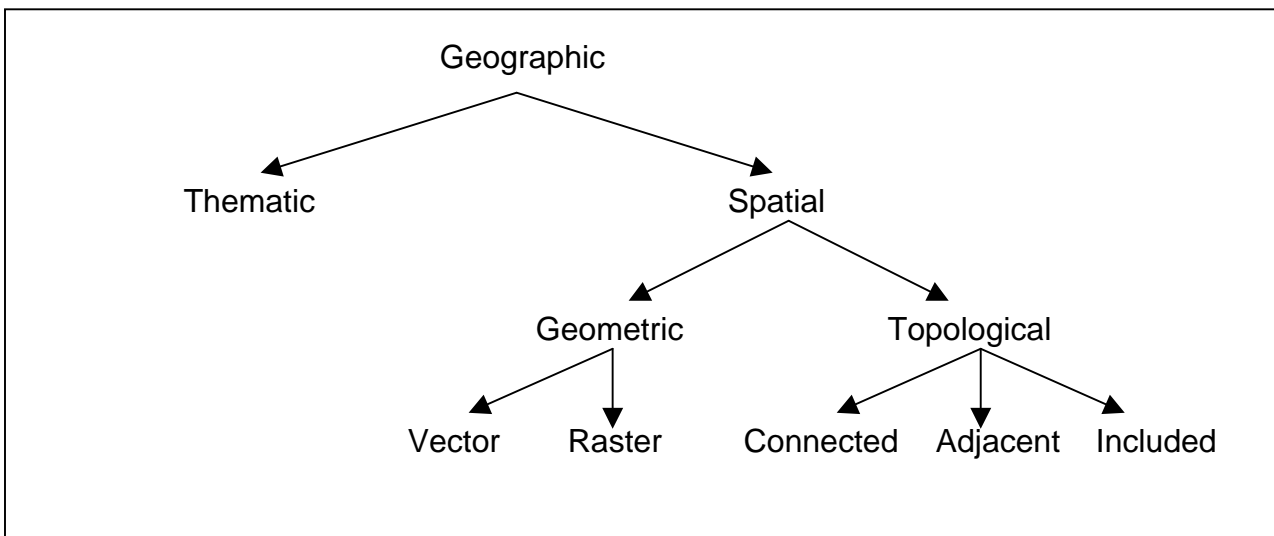 Geographic
Thematic Spatial
Geometric Topological
Vector Raster Connected Adjacent Included